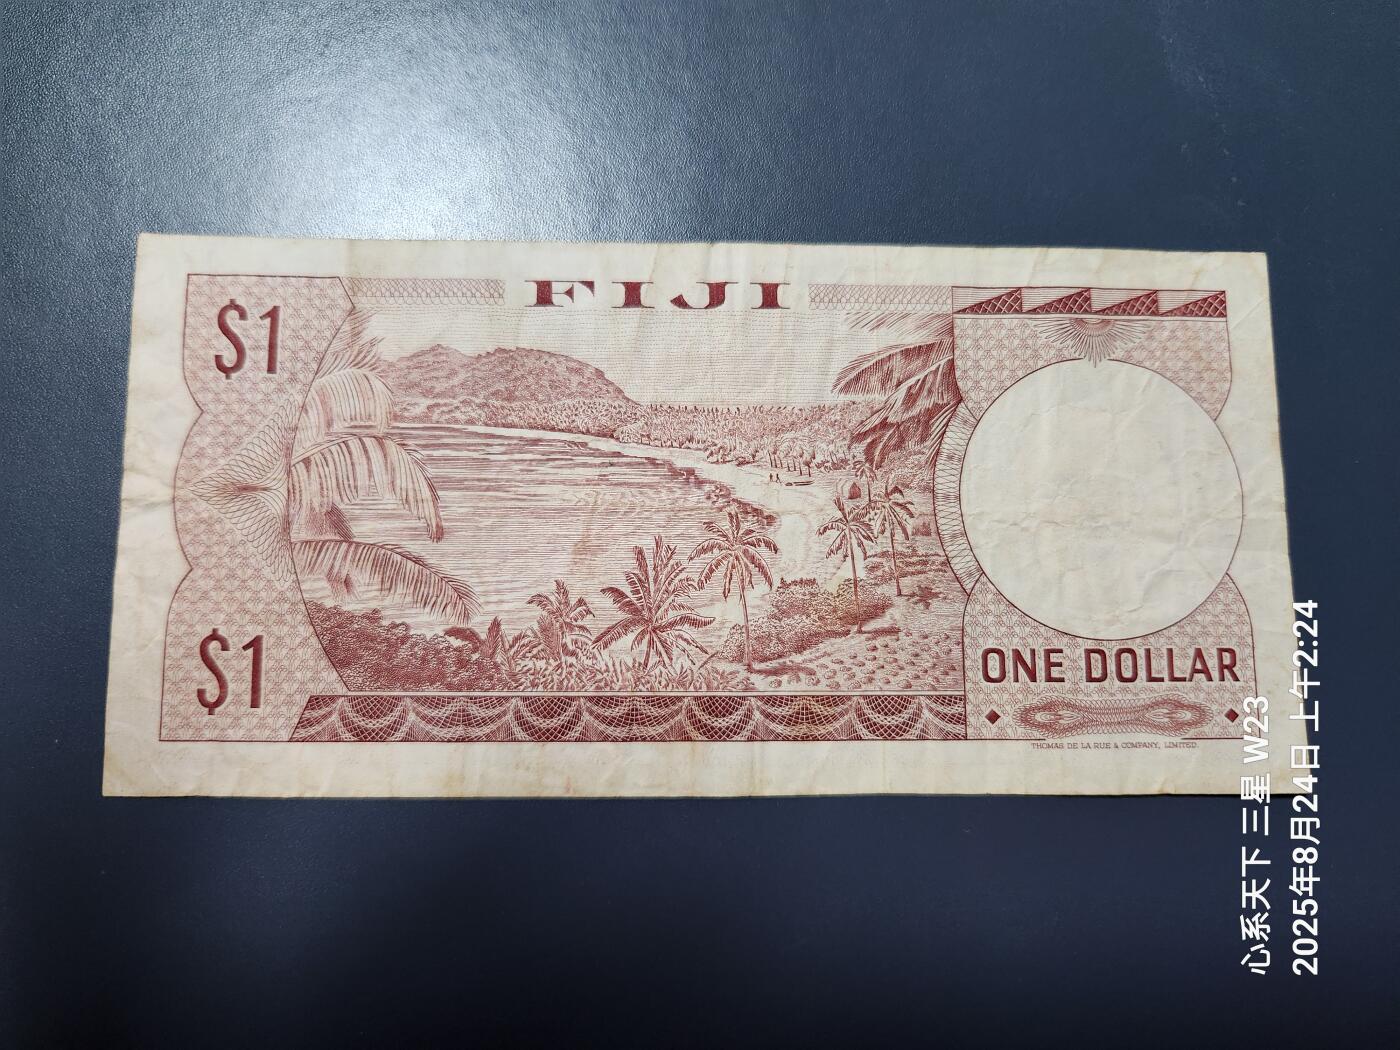 FIJI
$1
$1
ONE DOLLAR
THOMAS DE LA RUE & COMPANY, LIMITED.
心系天下 三星 W23
2025年8月24日 上午2:24